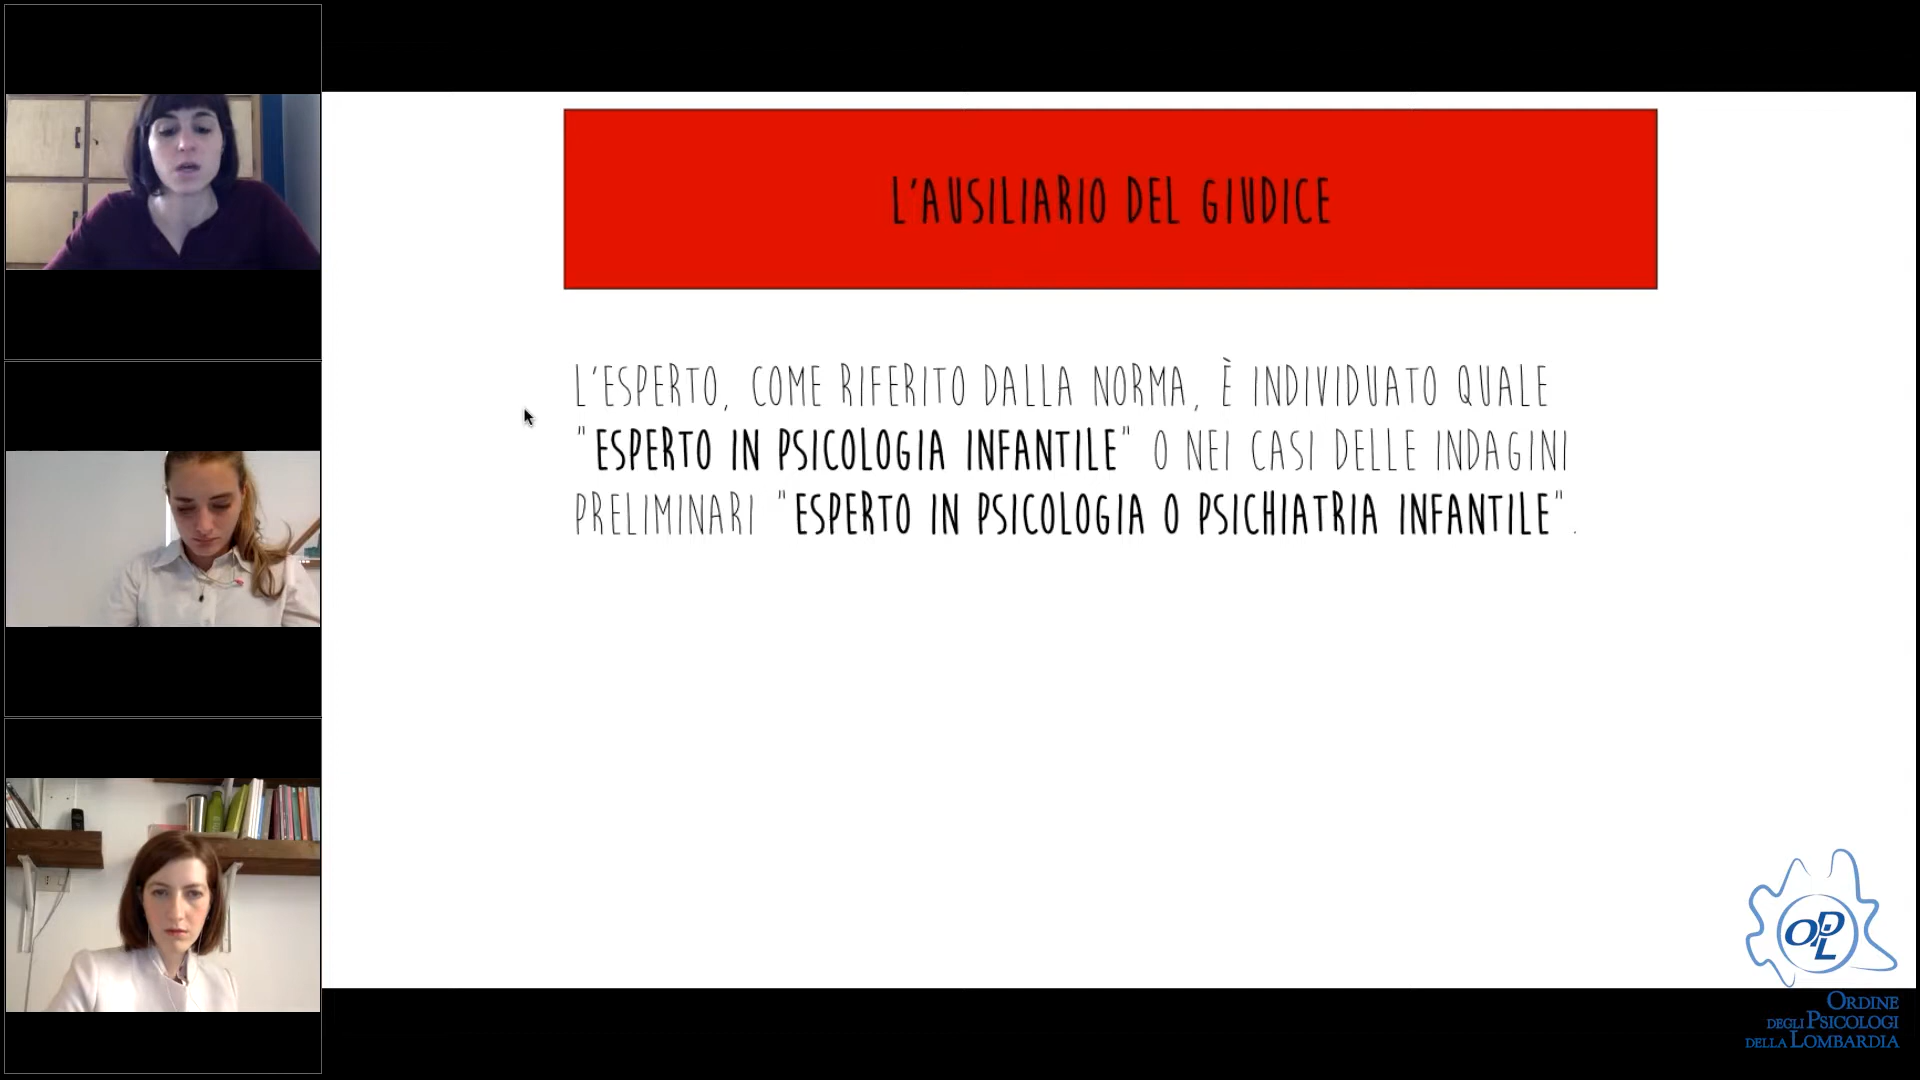 L'AUSILIARIO DEL GIUDICE
L'ESPERTO, COME RIFERITO DALLA NORMA, È INDIVIDUATO QUALE
"ESPERTO IN PSICOLOGIA INFANTILE" O NEI CASI DELLE INDAGINI
PRELIMINARI "ESPERTO IN PSICOLOGIA O PSICHIATRIA INFANTILE".
OPL
ORDINE
DEGLI PSICOLOGI
DELLA LOMBARDIA